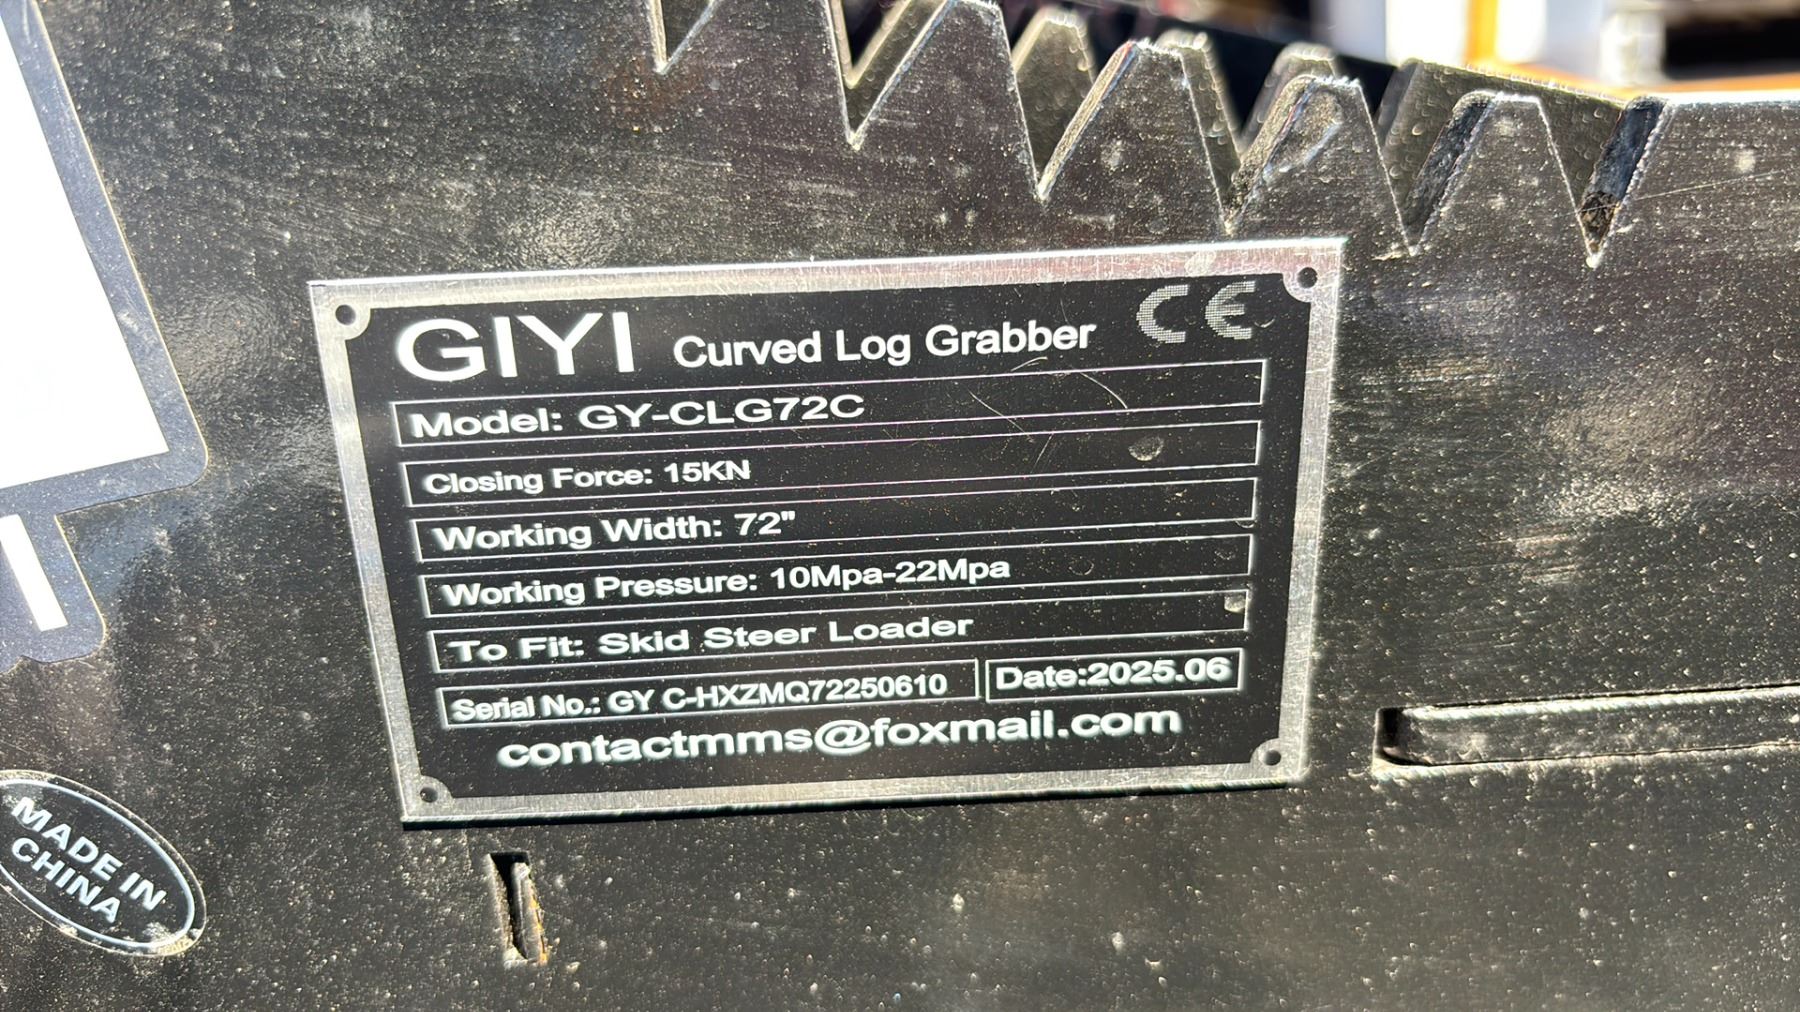 GIYI Curved Log Grabber CE
Model: GY-CLG72C
Closing Force: 15KN
Working Width: 72"
Working Pressure: 10Mpa-22Mpa
To Fit: Skid Steer Loader
Serial No.: GY C-HXZMQ72250610 Date:2025.06
contactmms@foxmail.com
MADE IN
CHINA